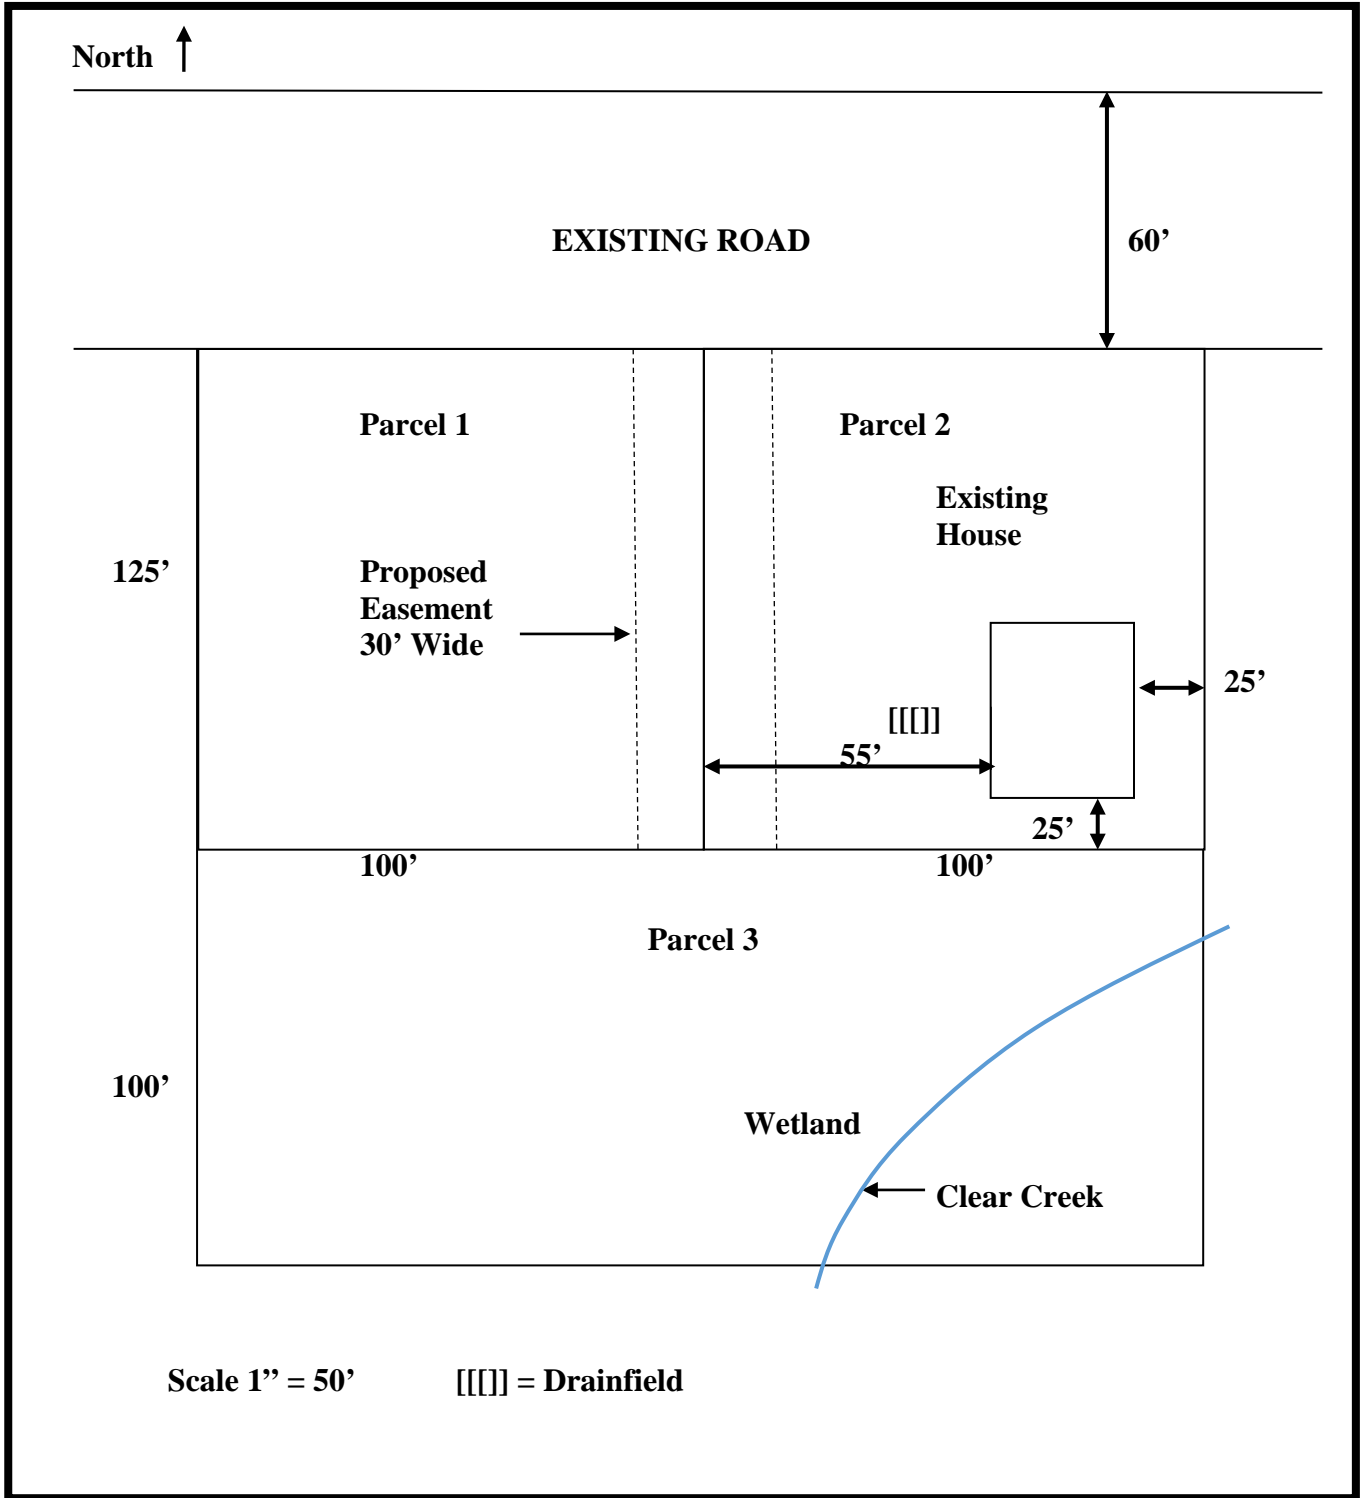 North
EXISTING ROAD
60’
Parcel 1
Parcel 2
Existing
House
125’
Proposed
Easement
30’ Wide
25’
[[[]]
55’
25’
100’
100’
Parcel 3
100’
Wetland
Clear Creek
Scale 1’’ = 50’
[[[]] = Drainfield